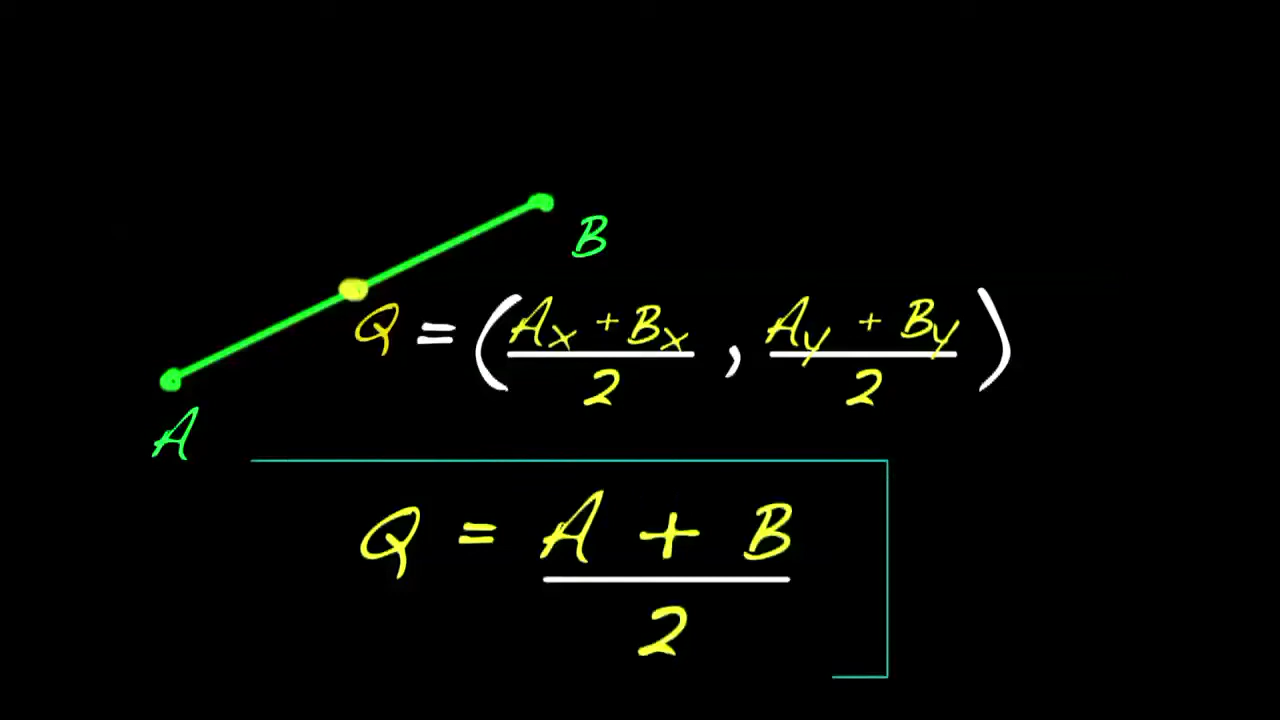 B
Q = (Ax + Bx / 2 , Ay + By / 2)
A
Q = A + B / 2